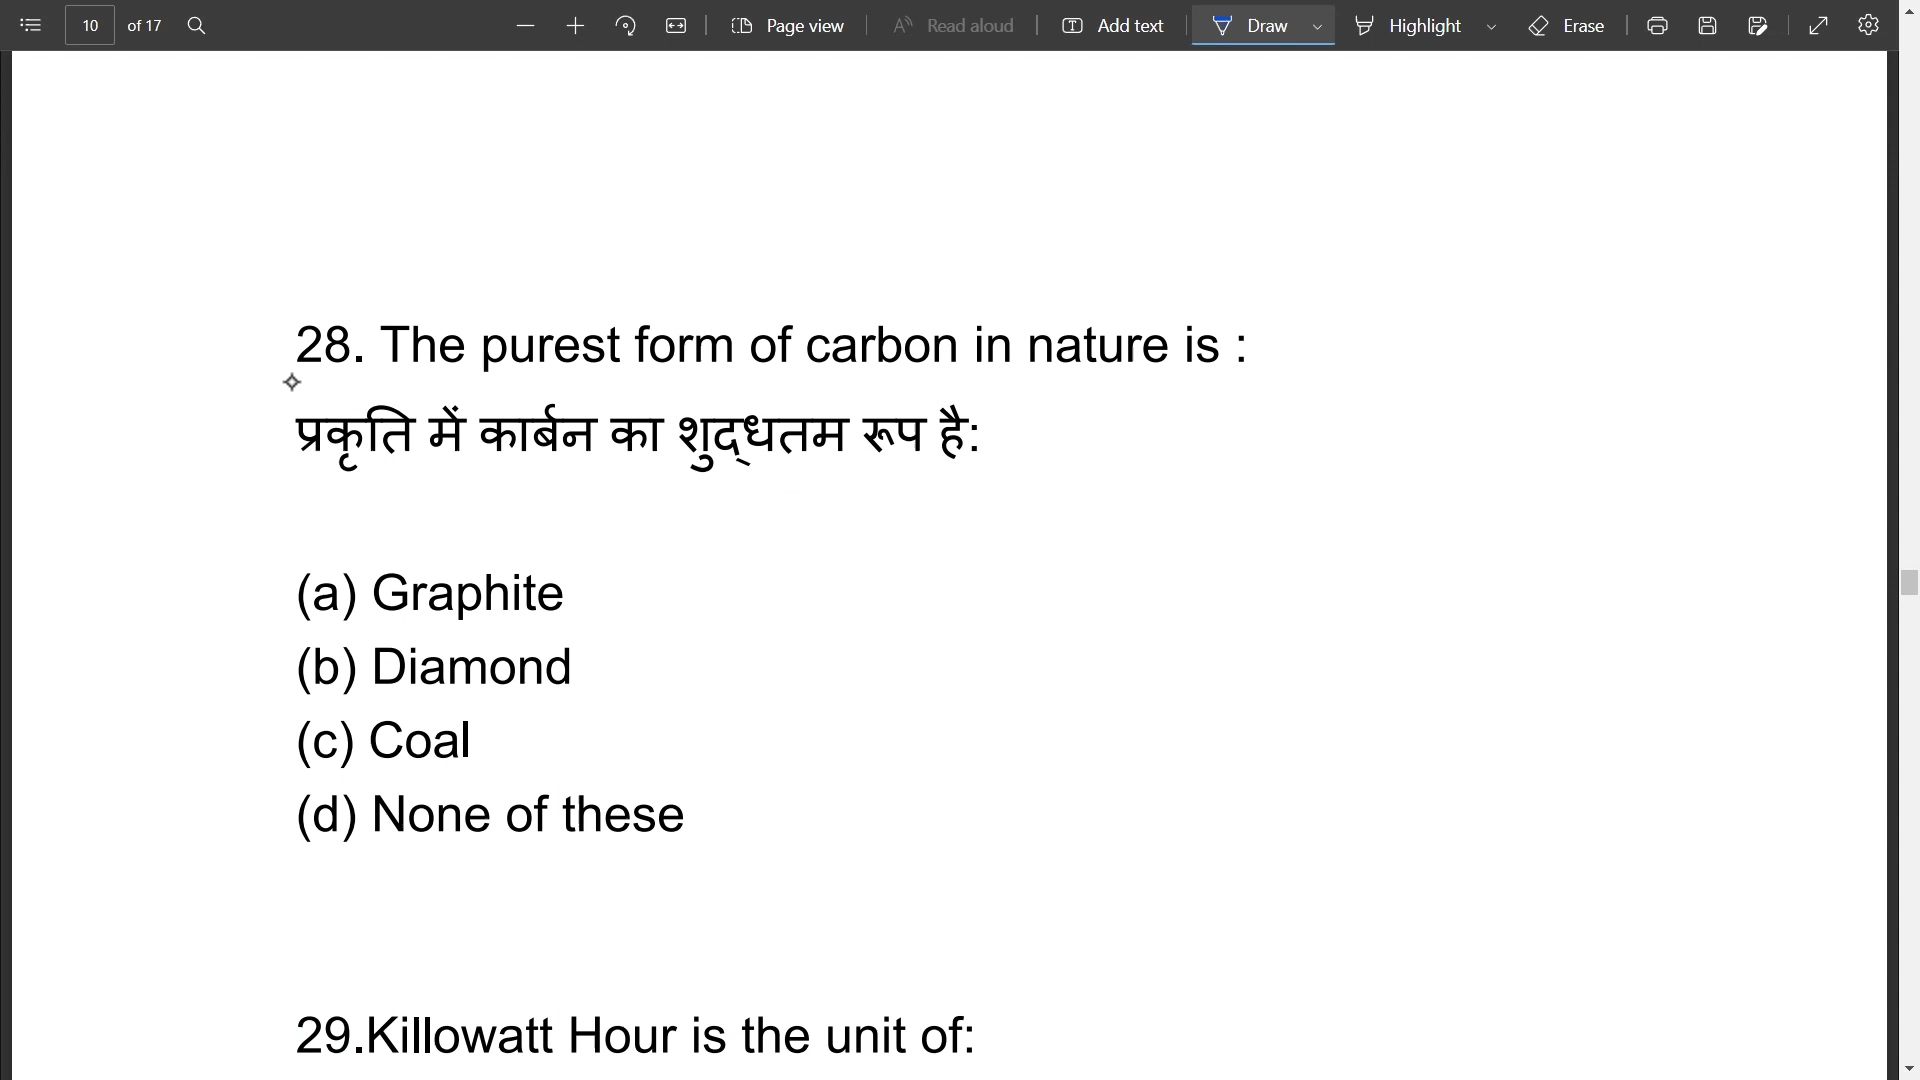 10 of 17 Page view Read aloud Add text Draw Highlight Erase
28. The purest form of carbon in nature is :
प्रकृति में कार्बन का शुद्धतम रूप है:
(a) Graphite
(b) Diamond
(c) Coal
(d) None of these
29.Killowatt Hour is the unit of: